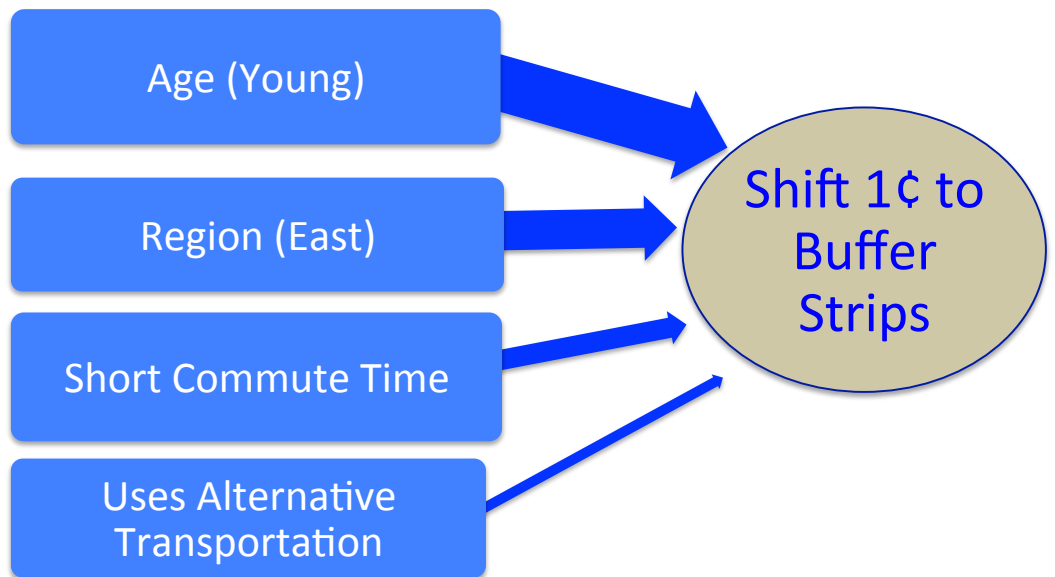 Age (Young)
Region (East)
Short Commute Time
Uses Alternative
Transportation
Shift 1¢ to
Buffer
Strips